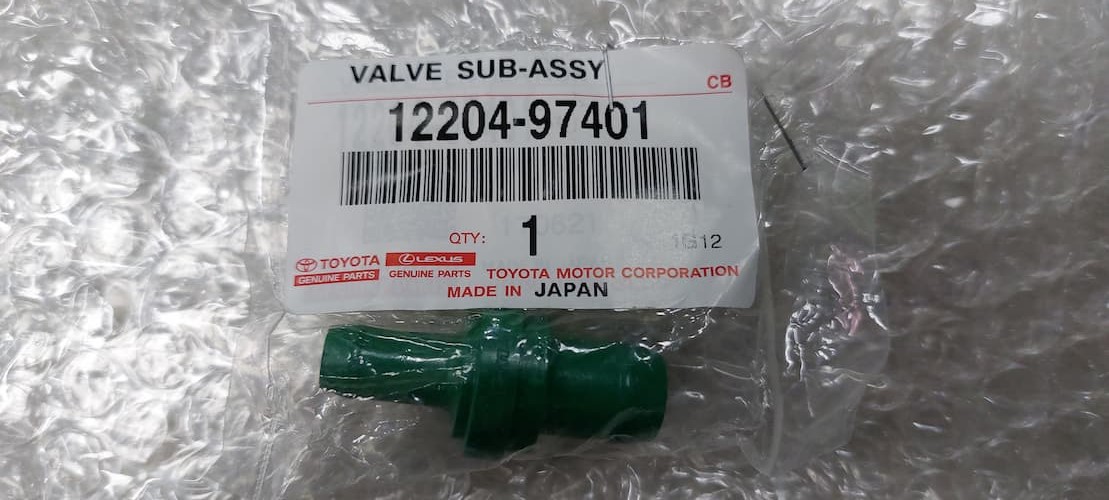 VALVE SUB-ASSY
CB
12204-97401
QTY: 1
1G12
TOYOTA
GENUINE PARTS
LEXUS
GENUINE PARTS
TOYOTA MOTOR CORPORATION
MADE IN JAPAN